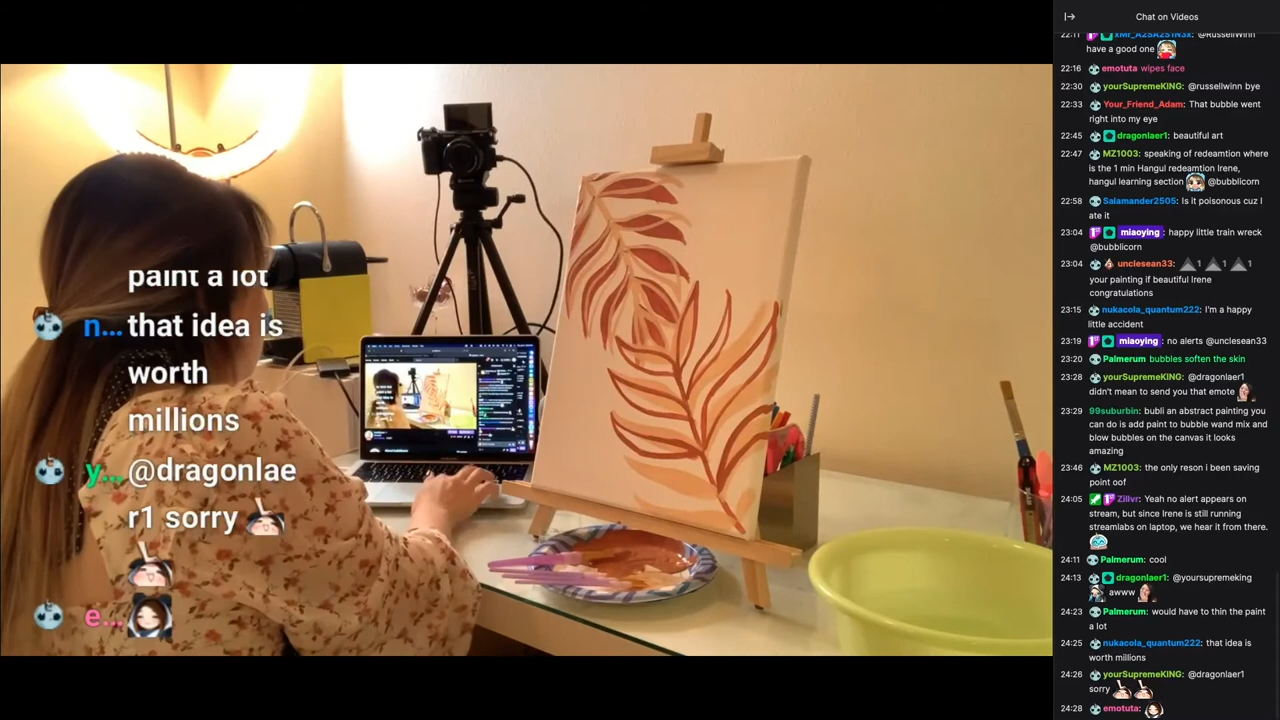 paint a lot
n... that idea is
worth
millions
y... @dragonlae
r1 sorry
e...
Chat on Videos
22:11 xMr_A2SA2S1N3x: @RussellWinn
have a good one
22:16 emotuta wipes face
22:30 yourSupremeKING: @russellwinn bye
22:33 Your_Friend_Adam: That bubble went
right into my eye
22:45 dragonlaer1: beautiful art
22:47 MZ1003: speaking of redeamtion where
is the 1 min Hangul redeamtion Irene,
hangul learning section @bubblicorn
22:58 Salamander2505: Is it poisonous cuz I
ate it
23:04 miaoying: happy little train wreck
@bubblicorn
23:04 unclesean33: 1 1 1
your painting if beautiful Irene
congratulations
23:15 nukacola_quantum222: I'm a happy
little accident
23:19 miaoying: no alerts @unclesean33
23:20 Palmerum bubbles soften the skin
23:28 yourSupremeKING: @dragonlaer1
didn't mean to send you that emote
23:29 99suburbin: bubli an abstract painting you
can do is add paint to bubble wand mix and
blow bubbles on the canvas it looks
amazing
23:46 MZ1003: the only reson i been saving
point oof
24:05 Zillvr: Yeah no alert appears on
stream, but since Irene is still running
streamlabs on laptop, we hear it from there.
24:11 Palmerum: cool
24:13 dragonlaer1: @yoursupremeking
awww
24:23 Palmerum: would have to thin the paint
a lot
24:25 nukacola_quantum222: that idea is
worth millions
24:26 yourSupremeKING: @dragonlaer1
sorry
24:28 emotuta: